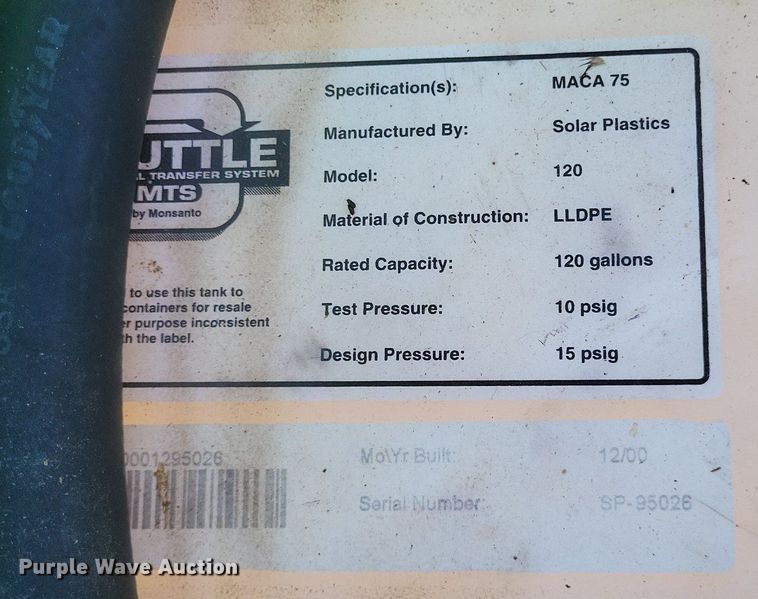 GOODYEAR
UTTLE
L TRANSFER SYSTEM
MTS
by Monsanto
to use this tank to
containers for resale
r purpose inconsistent
h the label.
Specification(s): MACA 75
Manufactured By: Solar Plastics
Model: 120
Material of Construction: LLDPE
Rated Capacity: 120 gallons
Test Pressure: 10 psig
Design Pressure: 15 psig
0001295026
Mo\Yr Built: 12/00
Serial Number: SP-95026
Purple Wave Auction